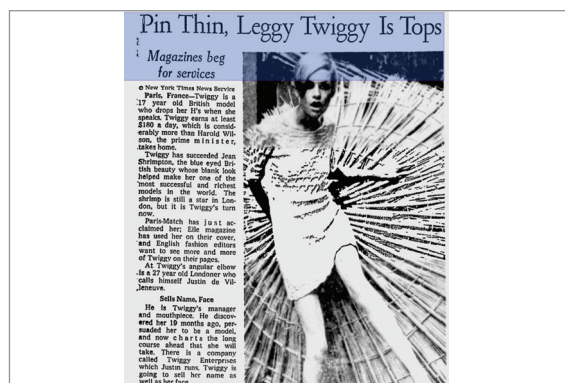 Pin Thin, Leggy Twiggy Is Tops
Magazines beg
for services
© New York Times News Service
Paris, France—Twiggy is a
17 year old British model
who drops her H's when she
speaks. Twiggy earns at least
$180 a day, which is consid-
erably more than Harold Wil-
son, the prime minister,
takes home.
Twiggy has succeeded Jean
Shrimpton, the blue eyed Bri-
tish beauty whose blank look
helped make her one of the
most successful and richest
models in the world. The
shrimp is still a star in Lon-
don, but it is Twiggy's turn
now.
Paris-Match has just ac-
claimed her; Elle magazine
has used her on their cover,
and English fashion editors
want to see more and more
of Twiggy on their pages.
At Twiggy's angular elbow
is a 27 year old Londoner who
calls himself Justin de Vil-
leneuve.
Sells Name, Face
He is Twiggy's manager
and mouthpiece. He discov-
ered her 19 months ago, per-
suaded her to be a model,
and now charts the long
course ahead that she will
take. There is a company
called Twiggy Enterprises
which Justin runs. Twiggy is
going to sell her name as
well as her face